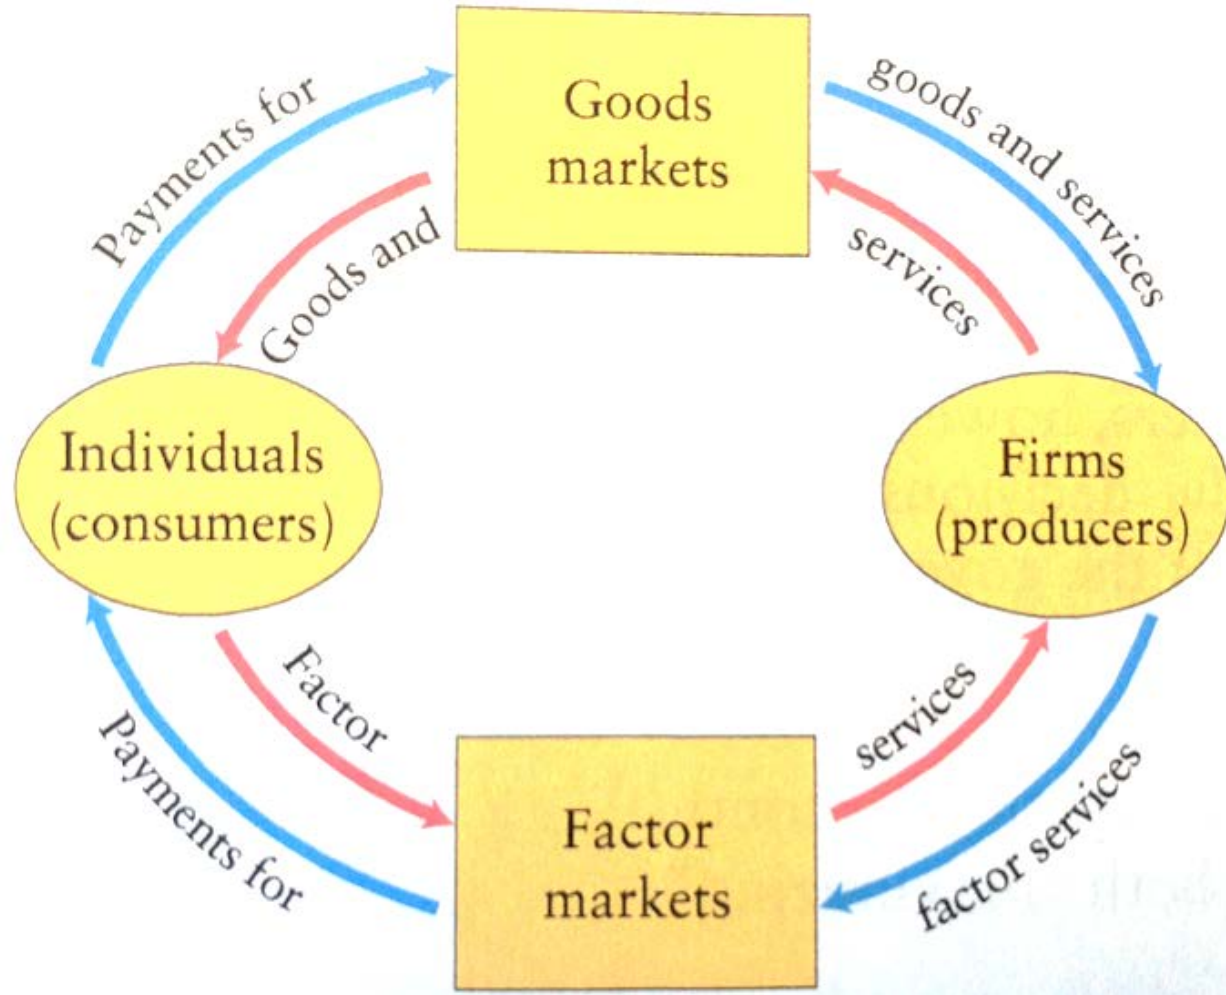 Goods
markets
Payments for
goods and services
Goods and
services
Individuals
(consumers)
Firms
(producers)
Factor
services
Payments for
factor services
Factor
markets